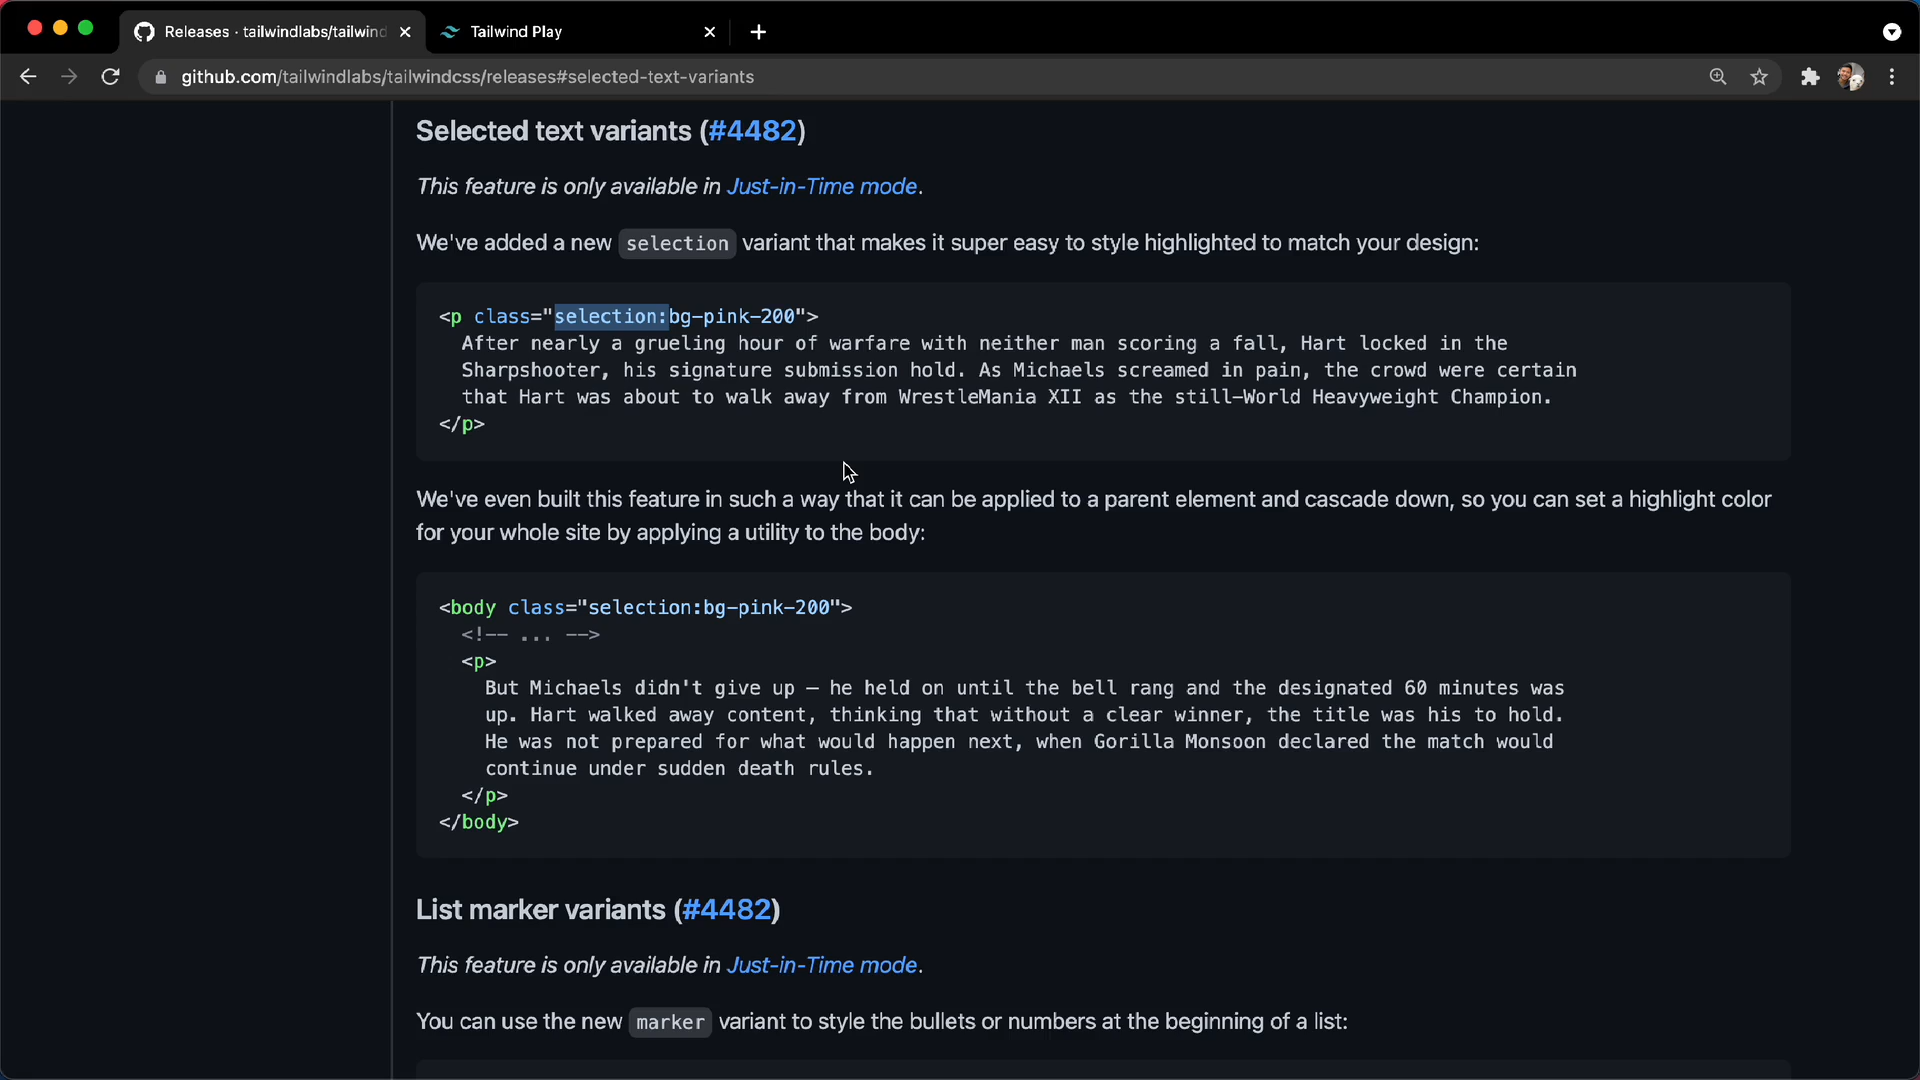 Releases · tailwindlabs/tailwind
Tailwind Play
github.com/tailwindlabs/tailwindcss/releases#selected-text-variants
Selected text variants (#4482)
This feature is only available in Just-in-Time mode.
We've added a new selection variant that makes it super easy to style highlighted to match your design:
<p class="selection:bg-pink-200">
After nearly a grueling hour of warfare with neither man scoring a fall, Hart locked in the
Sharpshooter, his signature submission hold. As Michaels screamed in pain, the crowd were certain
that Hart was about to walk away from WrestleMania XII as the still-World Heavyweight Champion.
</p>
We've even built this feature in such a way that it can be applied to a parent element and cascade down, so you can set a highlight color
for your whole site by applying a utility to the body:
<body class="selection:bg-pink-200">
<!-- ... -->
<p>
But Michaels didn't give up — he held on until the bell rang and the designated 60 minutes was
up. Hart walked away content, thinking that without a clear winner, the title was his to hold.
He was not prepared for what would happen next, when Gorilla Monsoon declared the match would
continue under sudden death rules.
</p>
</body>
List marker variants (#4482)
This feature is only available in Just-in-Time mode.
You can use the new marker variant to style the bullets or numbers at the beginning of a list: